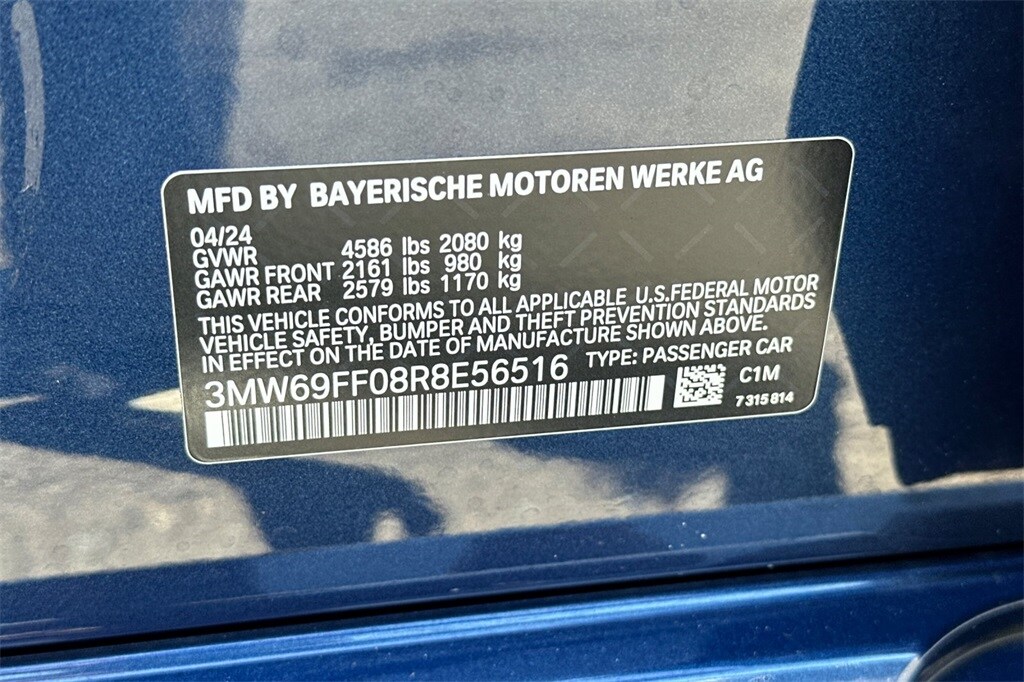 MFD BY BAYERISCHE MOTOREN WERKE AG
04/24
GVWR 4586 lbs 2080 kg
GAWR FRONT 2161 lbs 980 kg
GAWR REAR 2579 lbs 1170 kg
THIS VEHICLE CONFORMS TO ALL APPLICABLE U.S.FEDERAL MOTOR
VEHICLE SAFETY, BUMPER AND THEFT PREVENTION STANDARDS
IN EFFECT ON THE DATE OF MANUFACTURE SHOWN ABOVE.
3MW69FF08R8E56516 TYPE: PASSENGER CAR
C1M
7315814